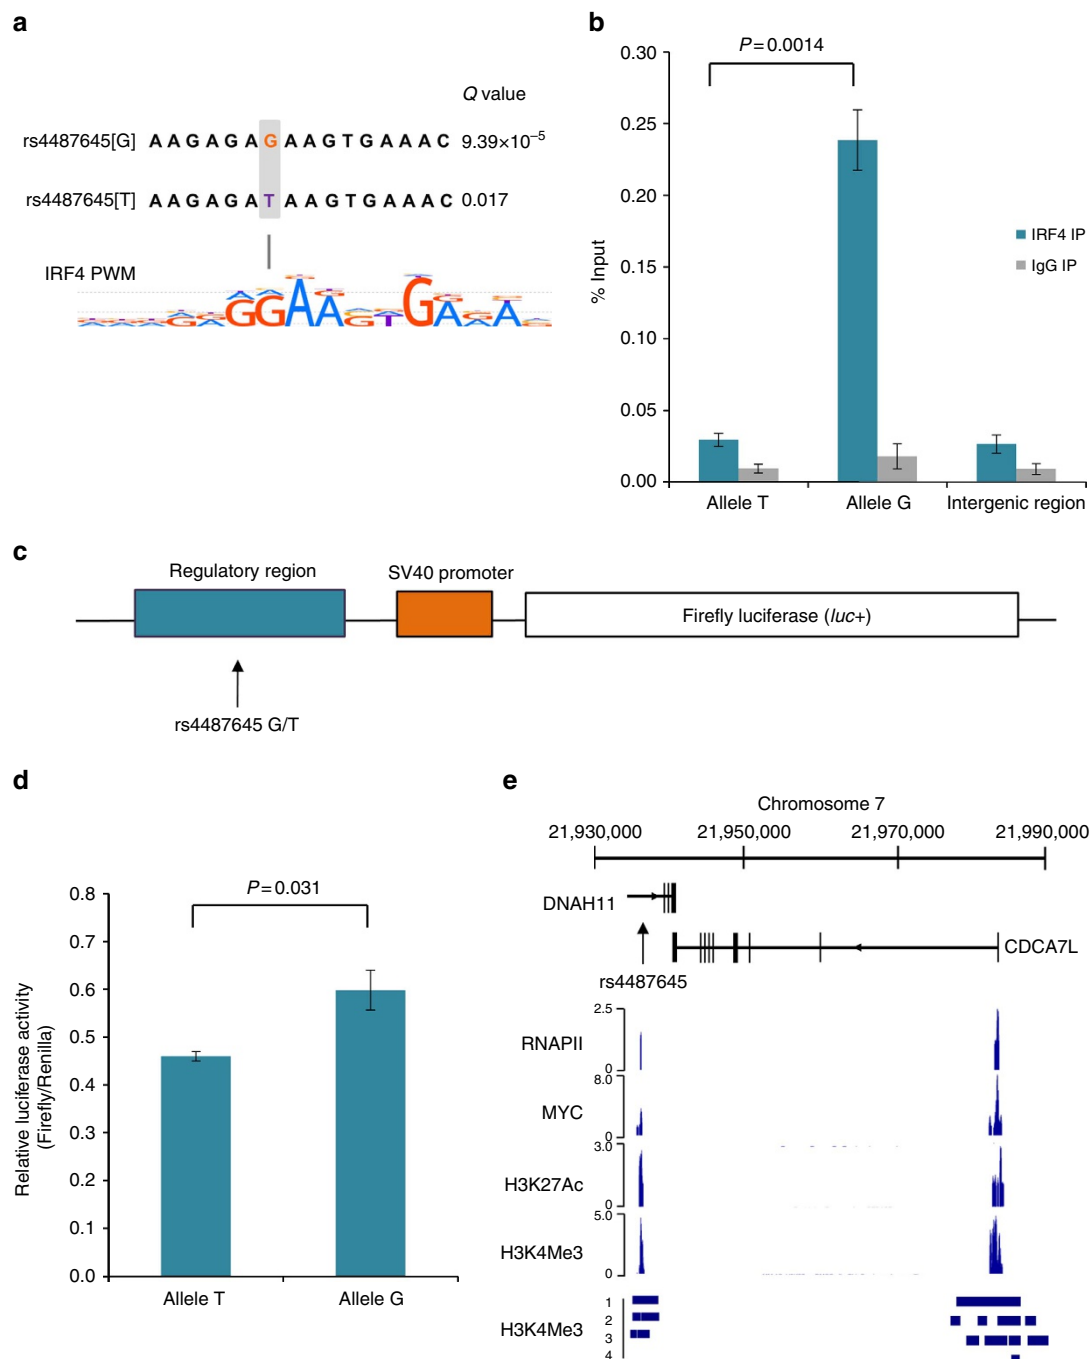 a
Q value
rs4487645[G] A A G A G A G A A G T G A A A C 9.39×10⁻⁵
rs4487645[T] A A G A G A T A A G T G A A A C 0.017
IRF4 PWM
b
P = 0.0014
0.30
0.25
0.20
0.15
0.10
0.05
0.00
% Input
IRF4 IP
IgG IP
Allele T Allele G Intergenic region
c
Regulatory region SV40 promoter
Firefly luciferase (luc+)
rs4487645 G/T
d
P = 0.031
0.8
0.7
0.6
0.5
0.4
0.3
0.2
0.1
0.0
Relative luciferase activity
(Firefly/Renilla)
Allele T Allele G
e
Chromosome 7
21,930,000 21,950,000 21,970,000 21,990,000
DNAH11
CDCA7L
rs4487645
2.5
RNAPII
0
8.0
MYC
0
3.0
H3K27Ac
0
5.0
H3K4Me3
0
1
2
H3K4Me3
3
4